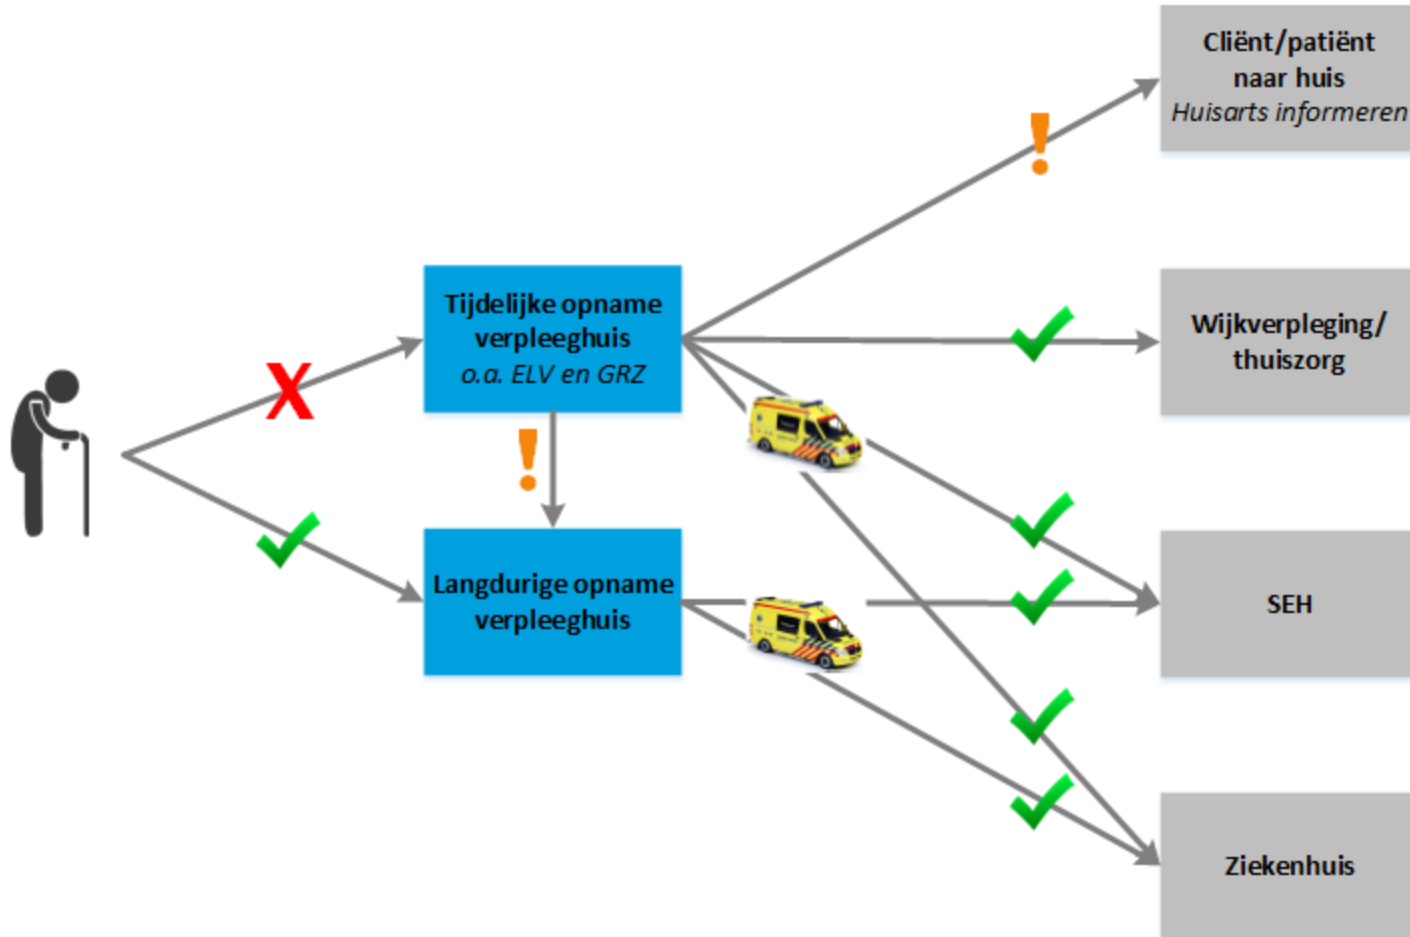 Cliënt/patiënt
naar huis
Huisarts informeren
Tijdelijke opname
verpleeghuis
o.a. ELV en GRZ
Wijkverpleging/
thuiszorg
Langdurige opname
verpleeghuis
SEH
Ziekenhuis